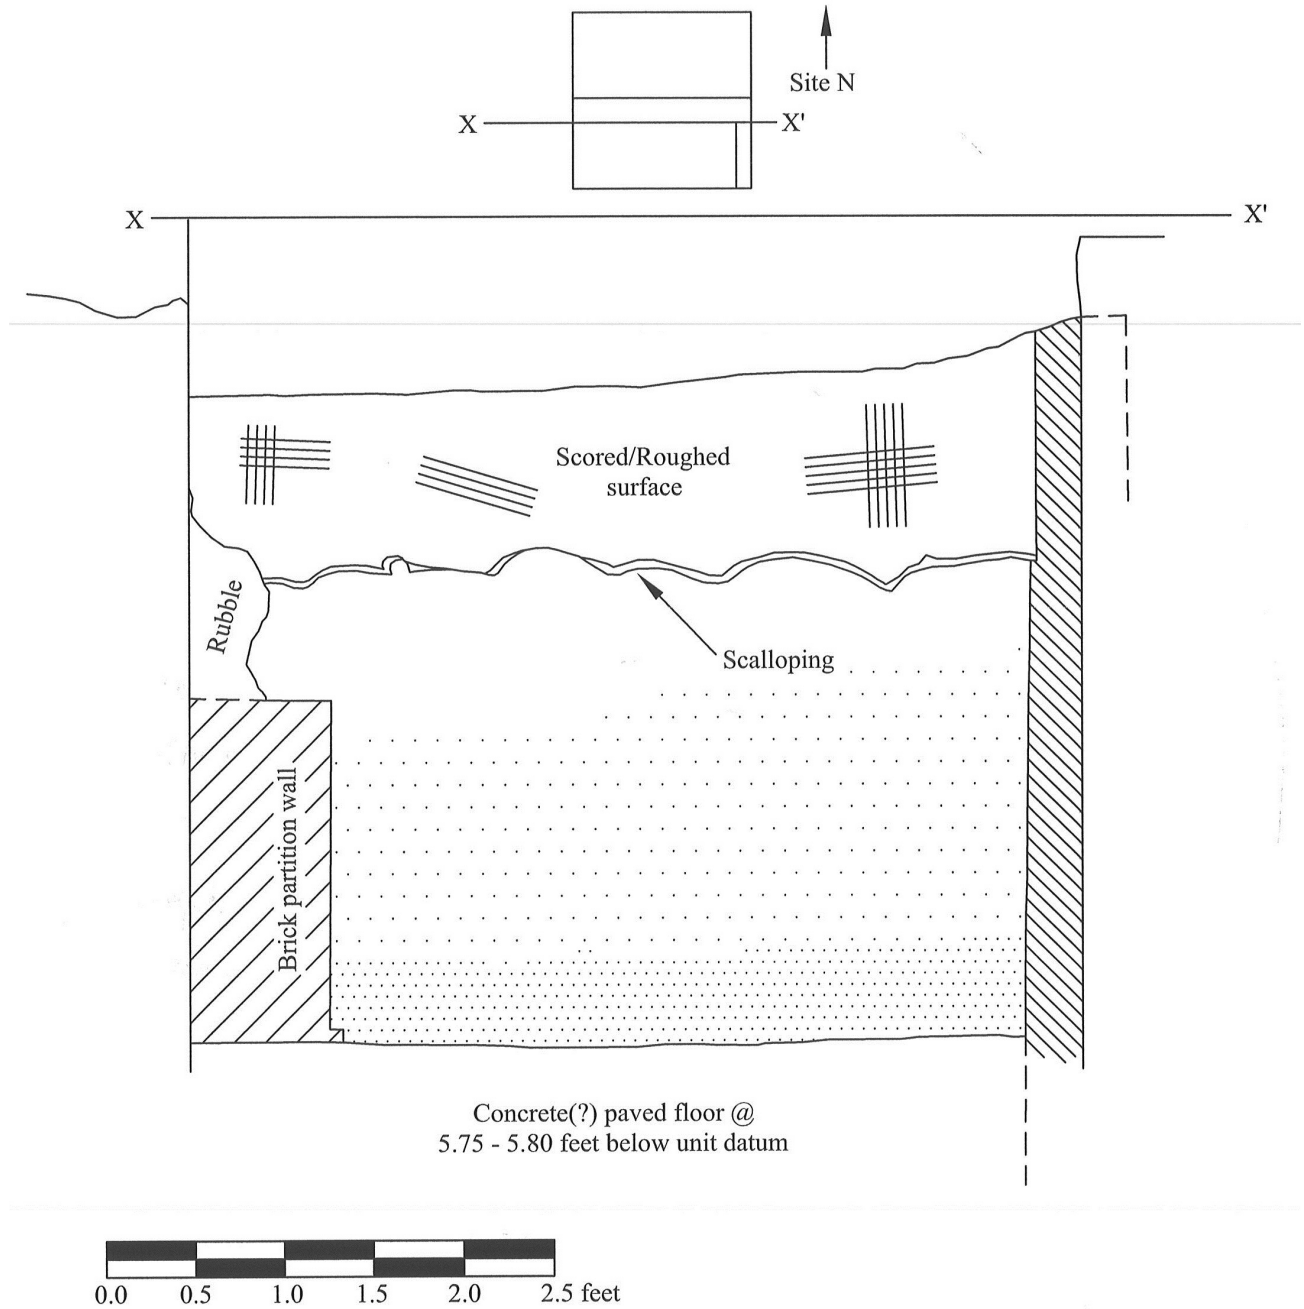 Site N
X X'
X X'
Scored/Roughed
surface
Rubble
Scalloping
Brick partition wall
Concrete(?) paved floor @
5.75 - 5.80 feet below unit datum
0.0 0.5 1.0 1.5 2.0 2.5 feet